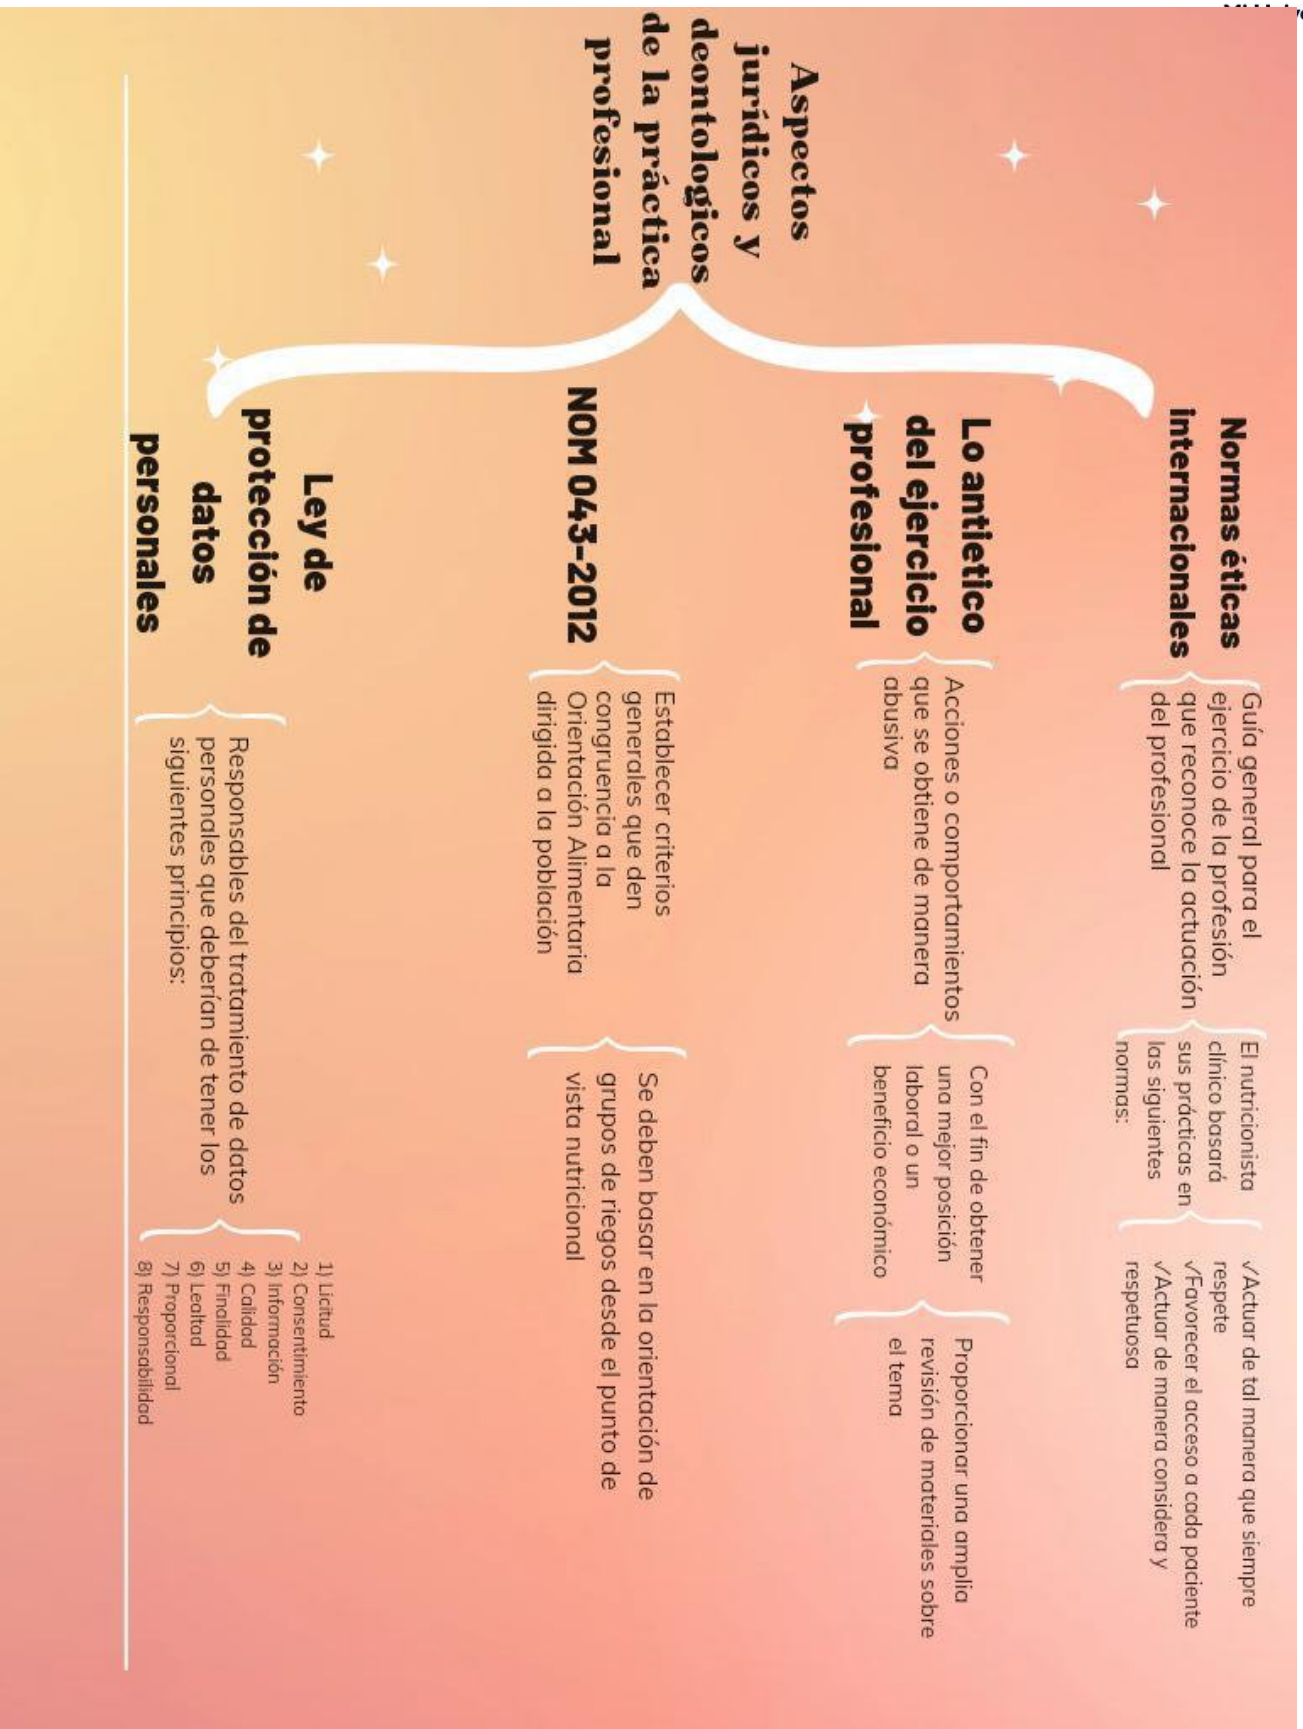 Aspectos
jurídicos y
deontologicos
de la práctica
profesional
Normas éticas
internacionales
Guía general para el
ejercicio de la profesión
que reconoce la actuación
del profesional
El nutricionista
clínico basará
sus prácticas en
las siguientes
normas:
✓Actuar de tal manera que siempre
respete
✓Favorecer el acceso a cada paciente
✓Actuar de manera considera y
respetuosa
Lo antietico
del ejercicio
profesional
Acciones o comportamientos
que se obtiene de manera
abusiva
Con el fin de obtener
una mejor posición
laboral o un
beneficio económico
Proporcionar una amplia
revisión de materiales sobre
el tema
NOM 043-2012
Establecer criterios
generales que den
congruencia a la
Orientación Alimentaria
dirigida a la población
Se deben basar en la orientación de
grupos de riegos desde el punto de
vista nutricional
Ley de
protección de
datos
personales
Responsables del tratamiento de datos
personales que deberían de tener los
siguientes principios:
1) Licitud
2) Consentimiento
3) Información
4) Calidad
5) Finalidad
6) Lealtad
7) Proporcional
8) Responsabilidad